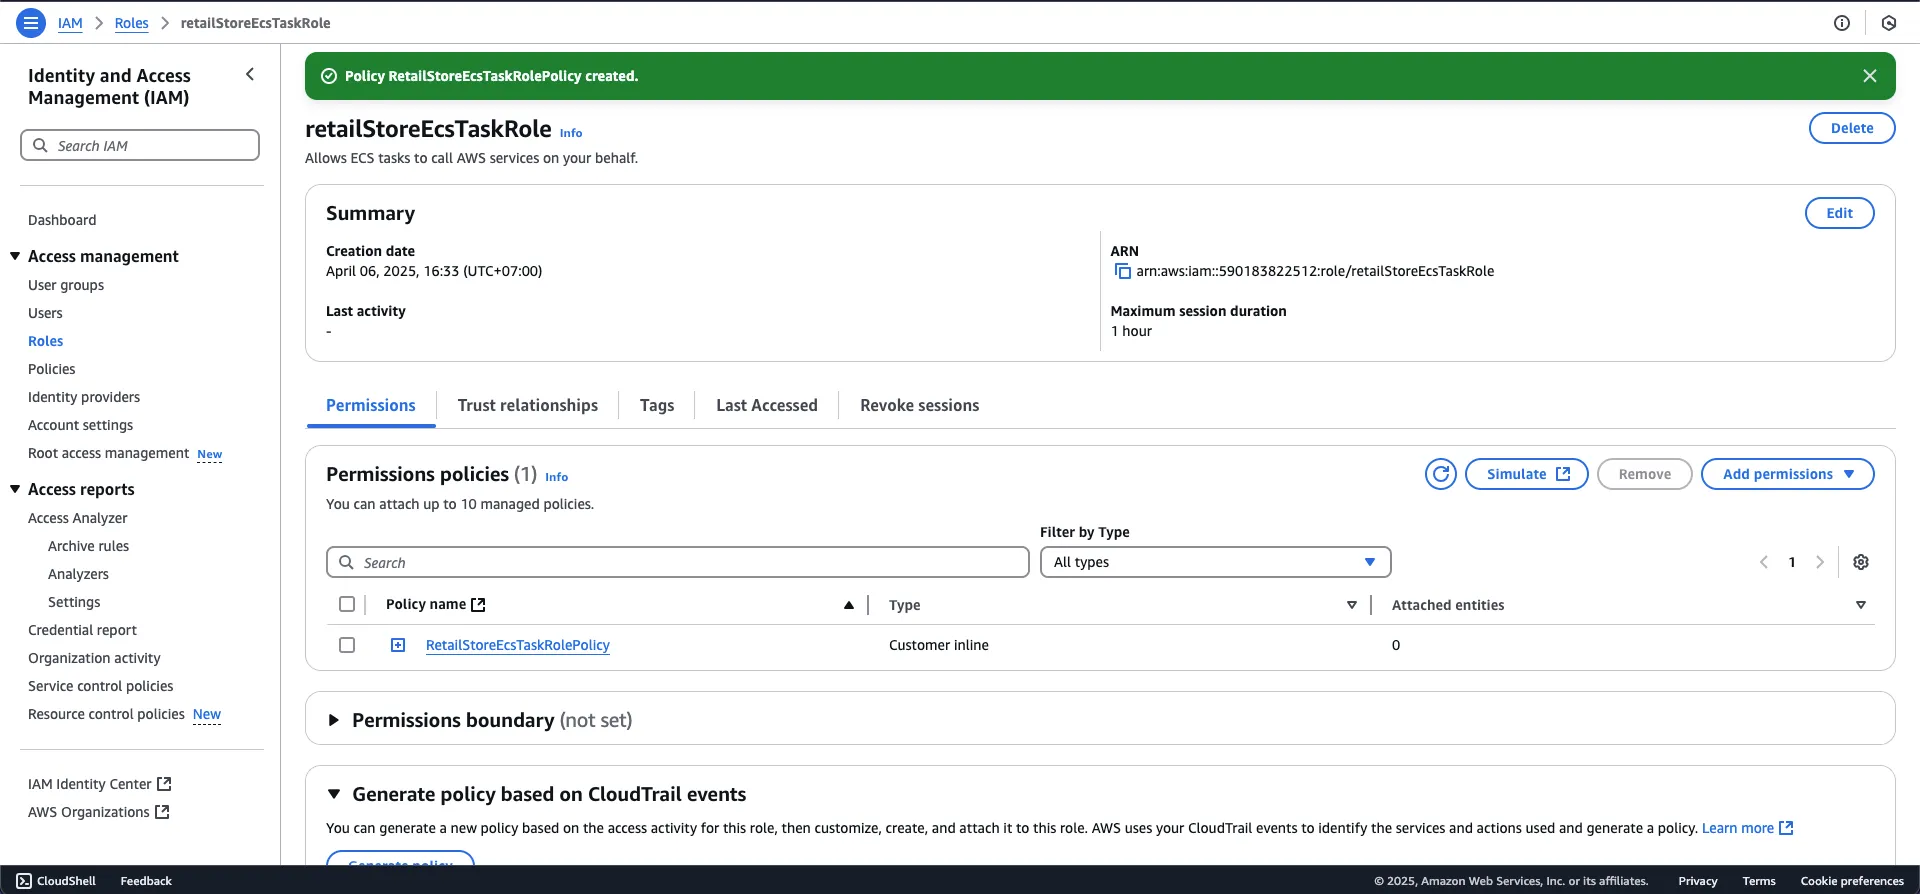 IAM > Roles > retailStoreEcsTaskRole
Identity and Access
Management (IAM)
Search IAM
Dashboard
Access management
User groups
Users
Roles
Policies
Identity providers
Account settings
Root access management New
Access reports
Access Analyzer
Archive rules
Analyzers
Settings
Credential report
Organization activity
Service control policies
Resource control policies New
IAM Identity Center
AWS Organizations
Policy RetailStoreEcsTaskRolePolicy created.
retailStoreEcsTaskRole Info
Delete
Allows ECS tasks to call AWS services on your behalf.
Summary
Edit
Creation date
April 06, 2025, 16:33 (UTC+07:00)
ARN
arn:aws:iam::590183822512:role/retailStoreEcsTaskRole
Last activity
-
Maximum session duration
1 hour
Permissions Trust relationships Tags Last Accessed Revoke sessions
Permissions policies (1) Info
Simulate Remove Add permissions
You can attach up to 10 managed policies.
Filter by Type
Search
All types
1
Policy name Type Attached entities
RetailStoreEcsTaskRolePolicy Customer inline 0
Permissions boundary (not set)
Generate policy based on CloudTrail events
You can generate a new policy based on the access activity for this role, then customize, create, and attach it to this role. AWS uses your CloudTrail events to identify the services and actions used and generate a policy. Learn more
Generate policy
CloudShell Feedback © 2025, Amazon Web Services, Inc. or its affiliates. Privacy Terms Cookie preferences